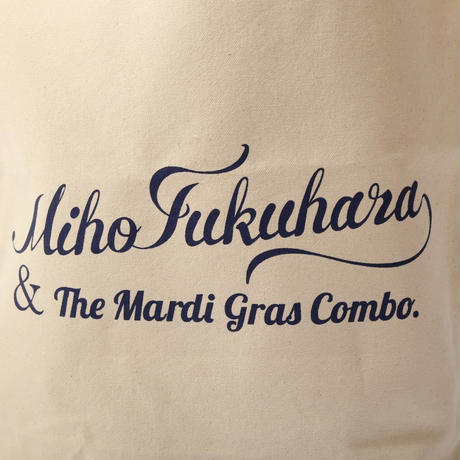 Miho Fukuhara
& The Mardi Gras Combo.